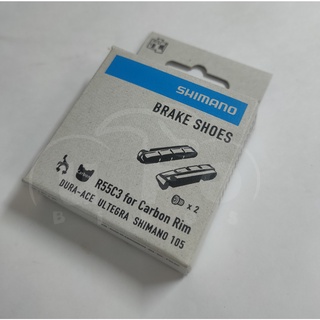 SHIMANO
BRAKE SHOES
x 2
R55C3 for Carbon Rim
DURA-ACE ULTEGRA SHIMANO 105